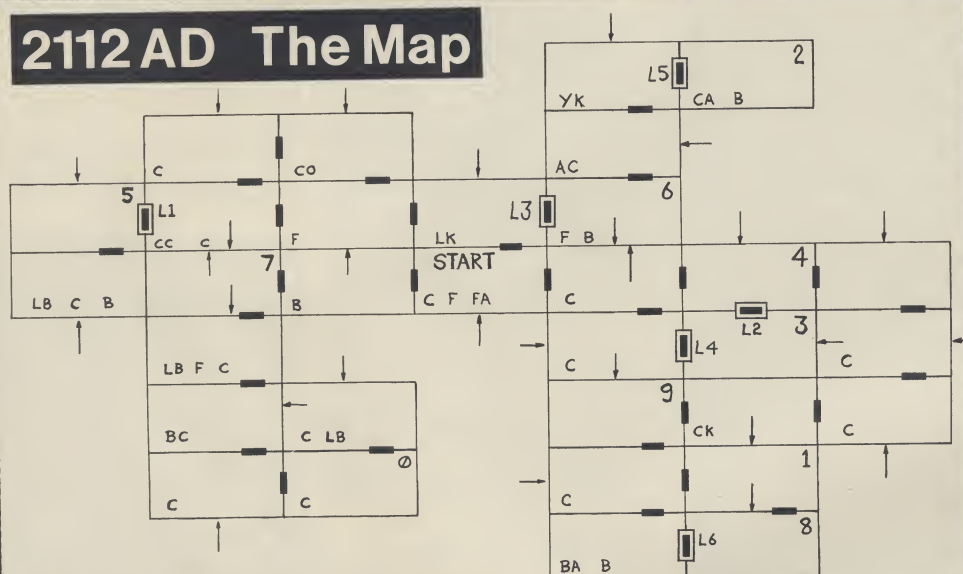 2112 AD The Map
2
L5
YK CA B
C CO AC
5 6
L1 L3
CC C F LK F B
7 START 4
LB C B B C F FA C
L2 3
L4
LB F C C C
9
BC C LB CK C
0 1
C C C
8
L6
BA B